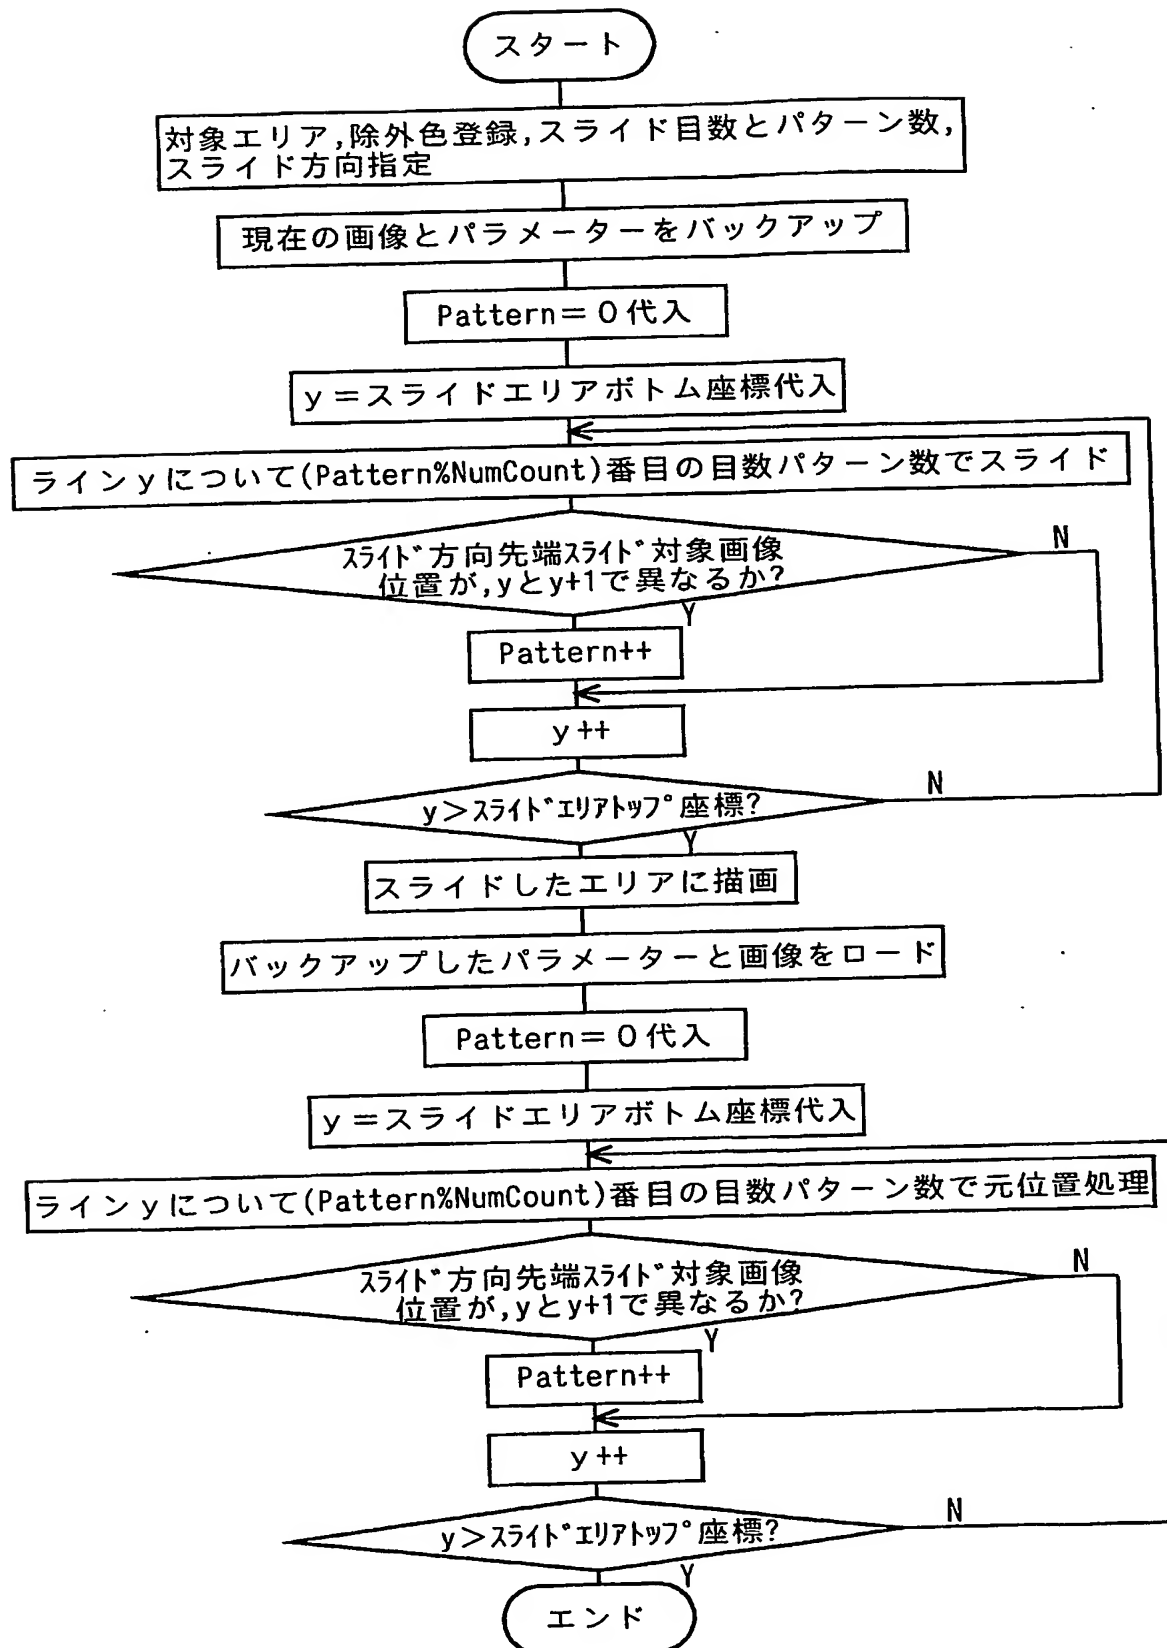 スタート
対象エリア,除外色登録,スライド目数とパターン数,
スライド方向指定
現在の画像とパラメーターをバックアップ
Pattern=0代入
y=スライドエリアボトム座標代入
ラインyについて(Pattern%NumCount)番目の目数パターン数でスライド
スライド方向先端スライド対象画像
位置が,yとy+1で異なるか?
N
Y
Pattern++
y++
y>スライドエリアトップ座標?
N
Y
スライドしたエリアに描画
バックアップしたパラメーターと画像をロード
Pattern=0代入
y=スライドエリアボトム座標代入
ラインyについて(Pattern%NumCount)番目の目数パターン数で元位置処理
スライド方向先端スライド対象画像
位置が,yとy+1で異なるか?
N
Y
Pattern++
y++
y>スライドエリアトップ座標?
N
Y
エンド